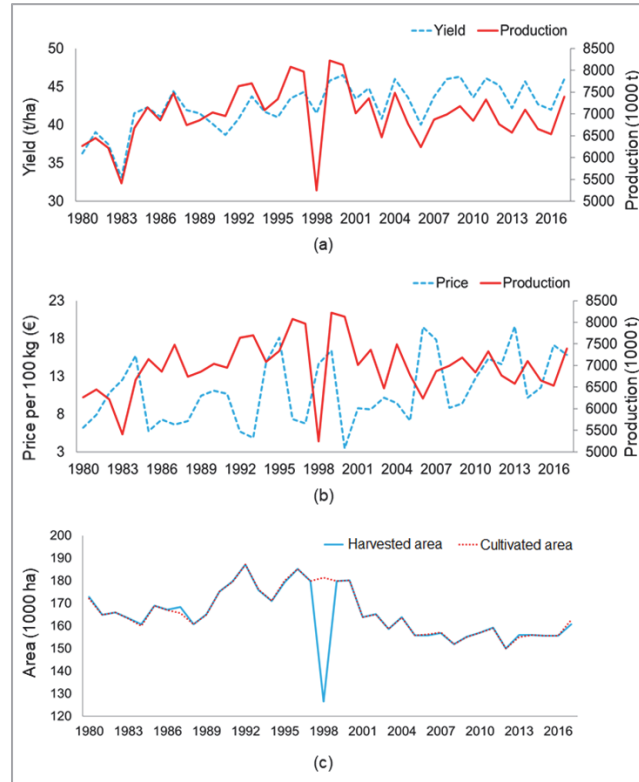 Yield Production
50 8500
45 8000
7500
40 7000
6500
35 6000
5500
30 5000
Yield (t/ha)
Production (1000 t)
1980 1983 1986 1989 1992 1995 1998 2001 2004 2007 2010 2013 2016
(a)
Price Production
23 8500
8000
18 7500
7000
13 6500
8 6000
5500
3 5000
Price per 100 kg (€)
Production (1000 t)
1980 1983 1986 1989 1992 1995 1998 2001 2004 2007 2010 2013 2016
(b)
200
Harvested area Cultivated area
190
180
170
160
150
140
130
120
Area (1000 ha)
1980 1983 1986 1989 1992 1995 1998 2001 2004 2007 2010 2013 2016
(c)